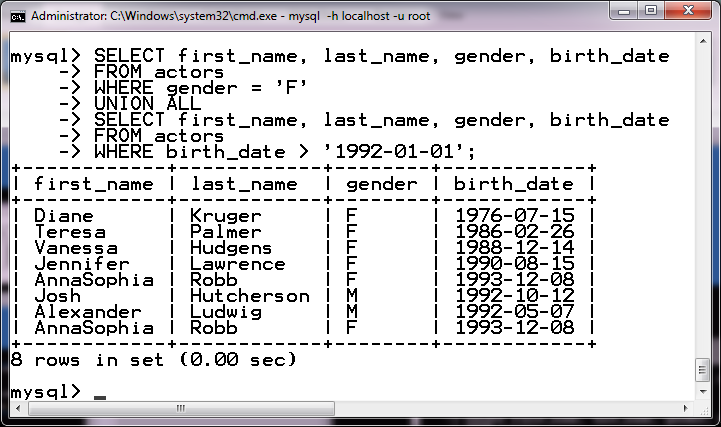 Administrator: C:\Windows\system32\cmd.exe - mysql  -h localhost -u root
mysql> SELECT first_name, last_name, gender, birth_date
    -> FROM actors
    -> WHERE gender = 'F'
    -> UNION ALL
    -> SELECT first_name, last_name, gender, birth_date
    -> FROM actors
    -> WHERE birth_date > '1992-01-01';
+-------------+------------+--------+------------+
| first_name | last_name | gender | birth_date |
+-------------+------------+--------+------------+
| Diane | Kruger | F | 1976-07-15 |
| Teresa | Palmer | F | 1986-02-26 |
| Vanessa | Hudgens | F | 1988-12-14 |
| Jennifer | Lawrence | F | 1990-08-15 |
| AnnaSophia | Robb | F | 1993-12-08 |
| Josh | Hutcherson | M | 1992-10-12 |
| Alexander | Ludwig | M | 1992-05-07 |
| AnnaSophia | Robb | F | 1993-12-08 |
+-------------+------------+--------+------------+
8 rows in set (0.00 sec)
mysql> _